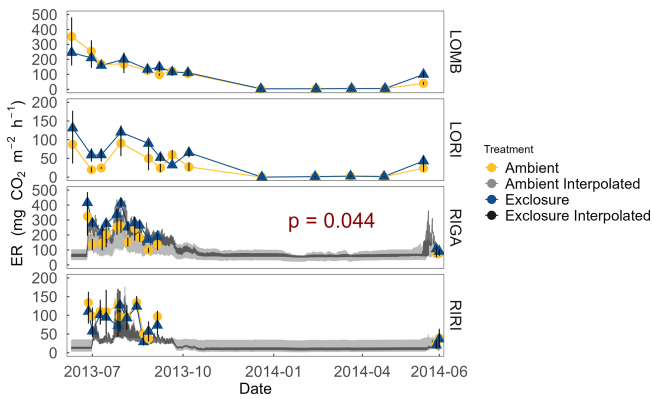 500
400
300
200
100
0
LOMB
200
150
100
50
0
LORI
500
400
300
200
100
0
RIGA
p = 0.044
200
150
100
50
0
RIRI
ER (mg CO2 m−2 h−1)
2013-07 2013-10 2014-01 2014-04 2014-06
Date
Treatment
Ambient
Ambient Interpolated
Exclosure
Exclosure Interpolated